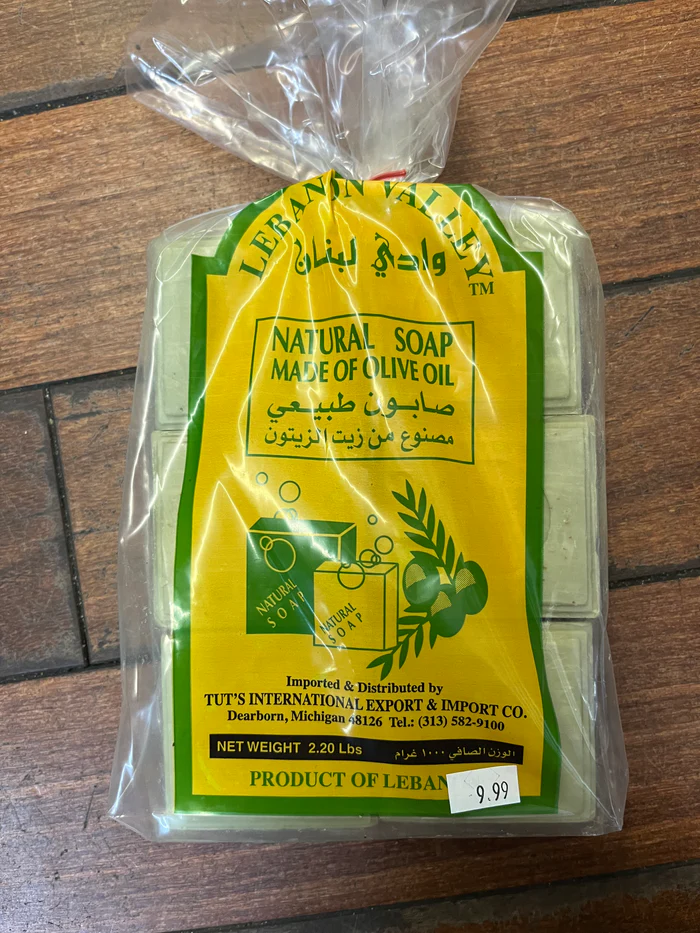 LEBANON VALLEY
وادي لبنان
TM
NATURAL SOAP
MADE OF OLIVE OIL
صابون طبيعي
مصنوع من زيت الزيتون
NATURAL
SOAP
NATURAL
SOAP
Imported & Distributed by
TUT'S INTERNATIONAL EXPORT & IMPORT CO.
Dearborn, Michigan 48126 Tel.: (313) 582-9100
NET WEIGHT 2.20 Lbs الوزن الصافي ١٠٠٠ غرام
PRODUCT OF LEBAN
9.99